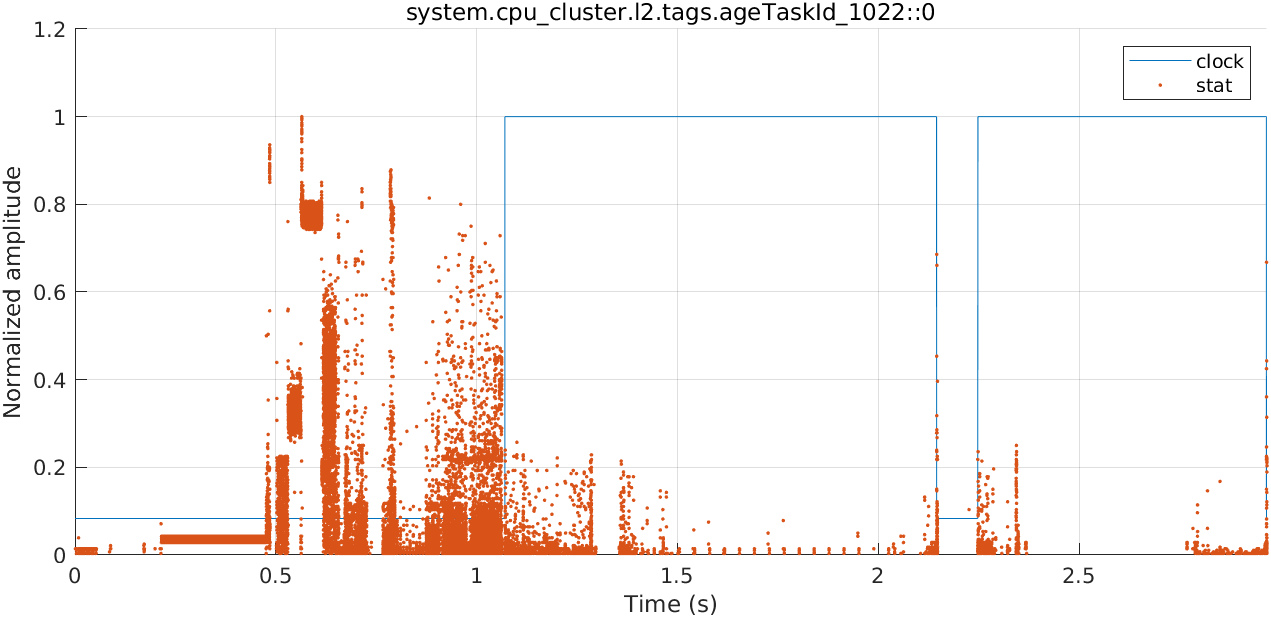 system.cpu_cluster.l2.tags.ageTaskId_1022::0
clock
stat
Normalized amplitude
1.2
1
0.8
0.6
0.4
0.2
0
0 0.5 1 1.5 2 2.5
Time (s)